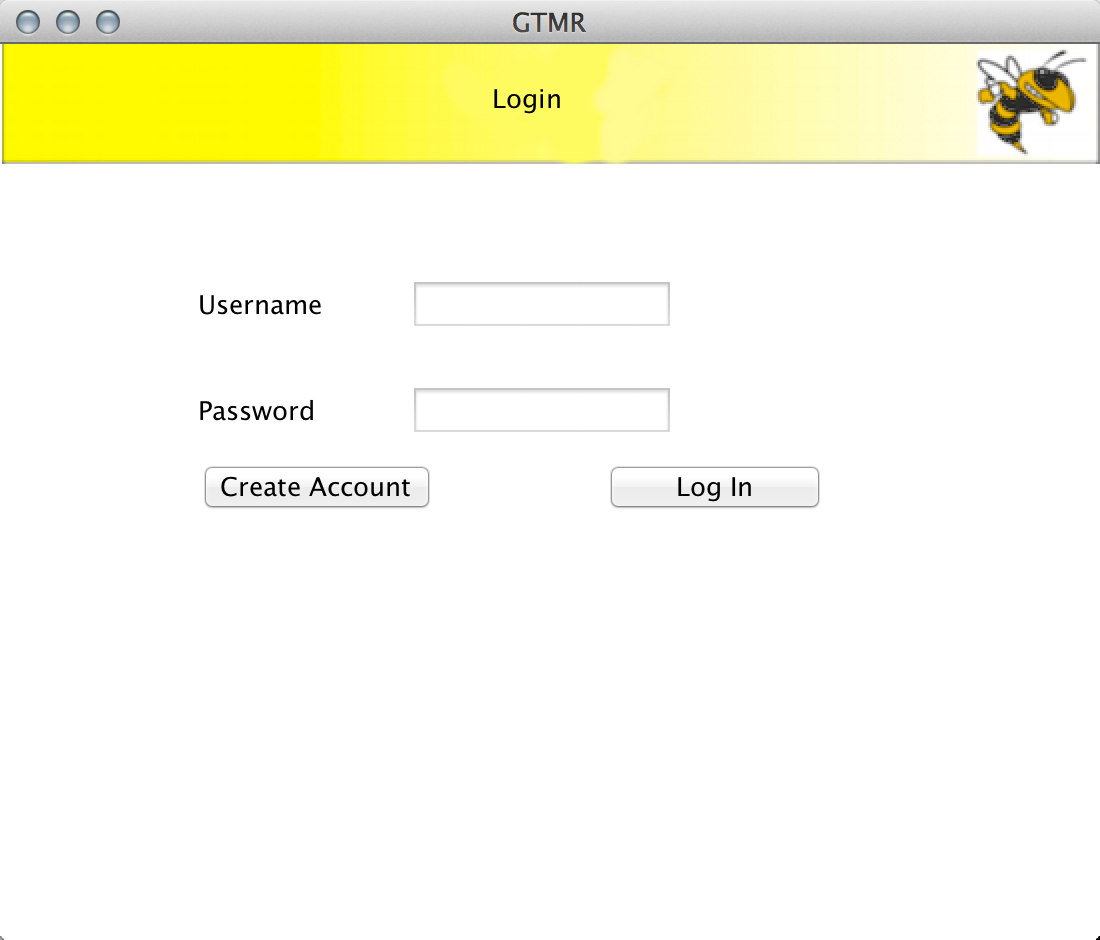 GTMR
Login
Username
Password
Create Account
Log In